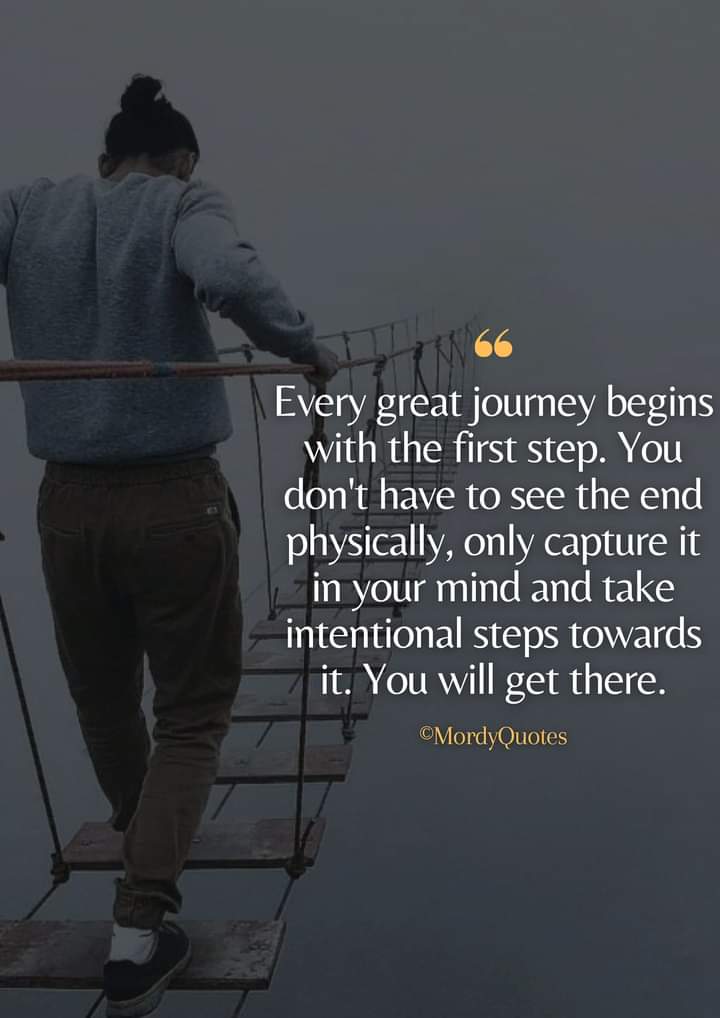 “
Every great journey begins
with the first step. You
don't have to see the end
physically, only capture it
in your mind and take
intentional steps towards
it. You will get there.
©MordyQuotes